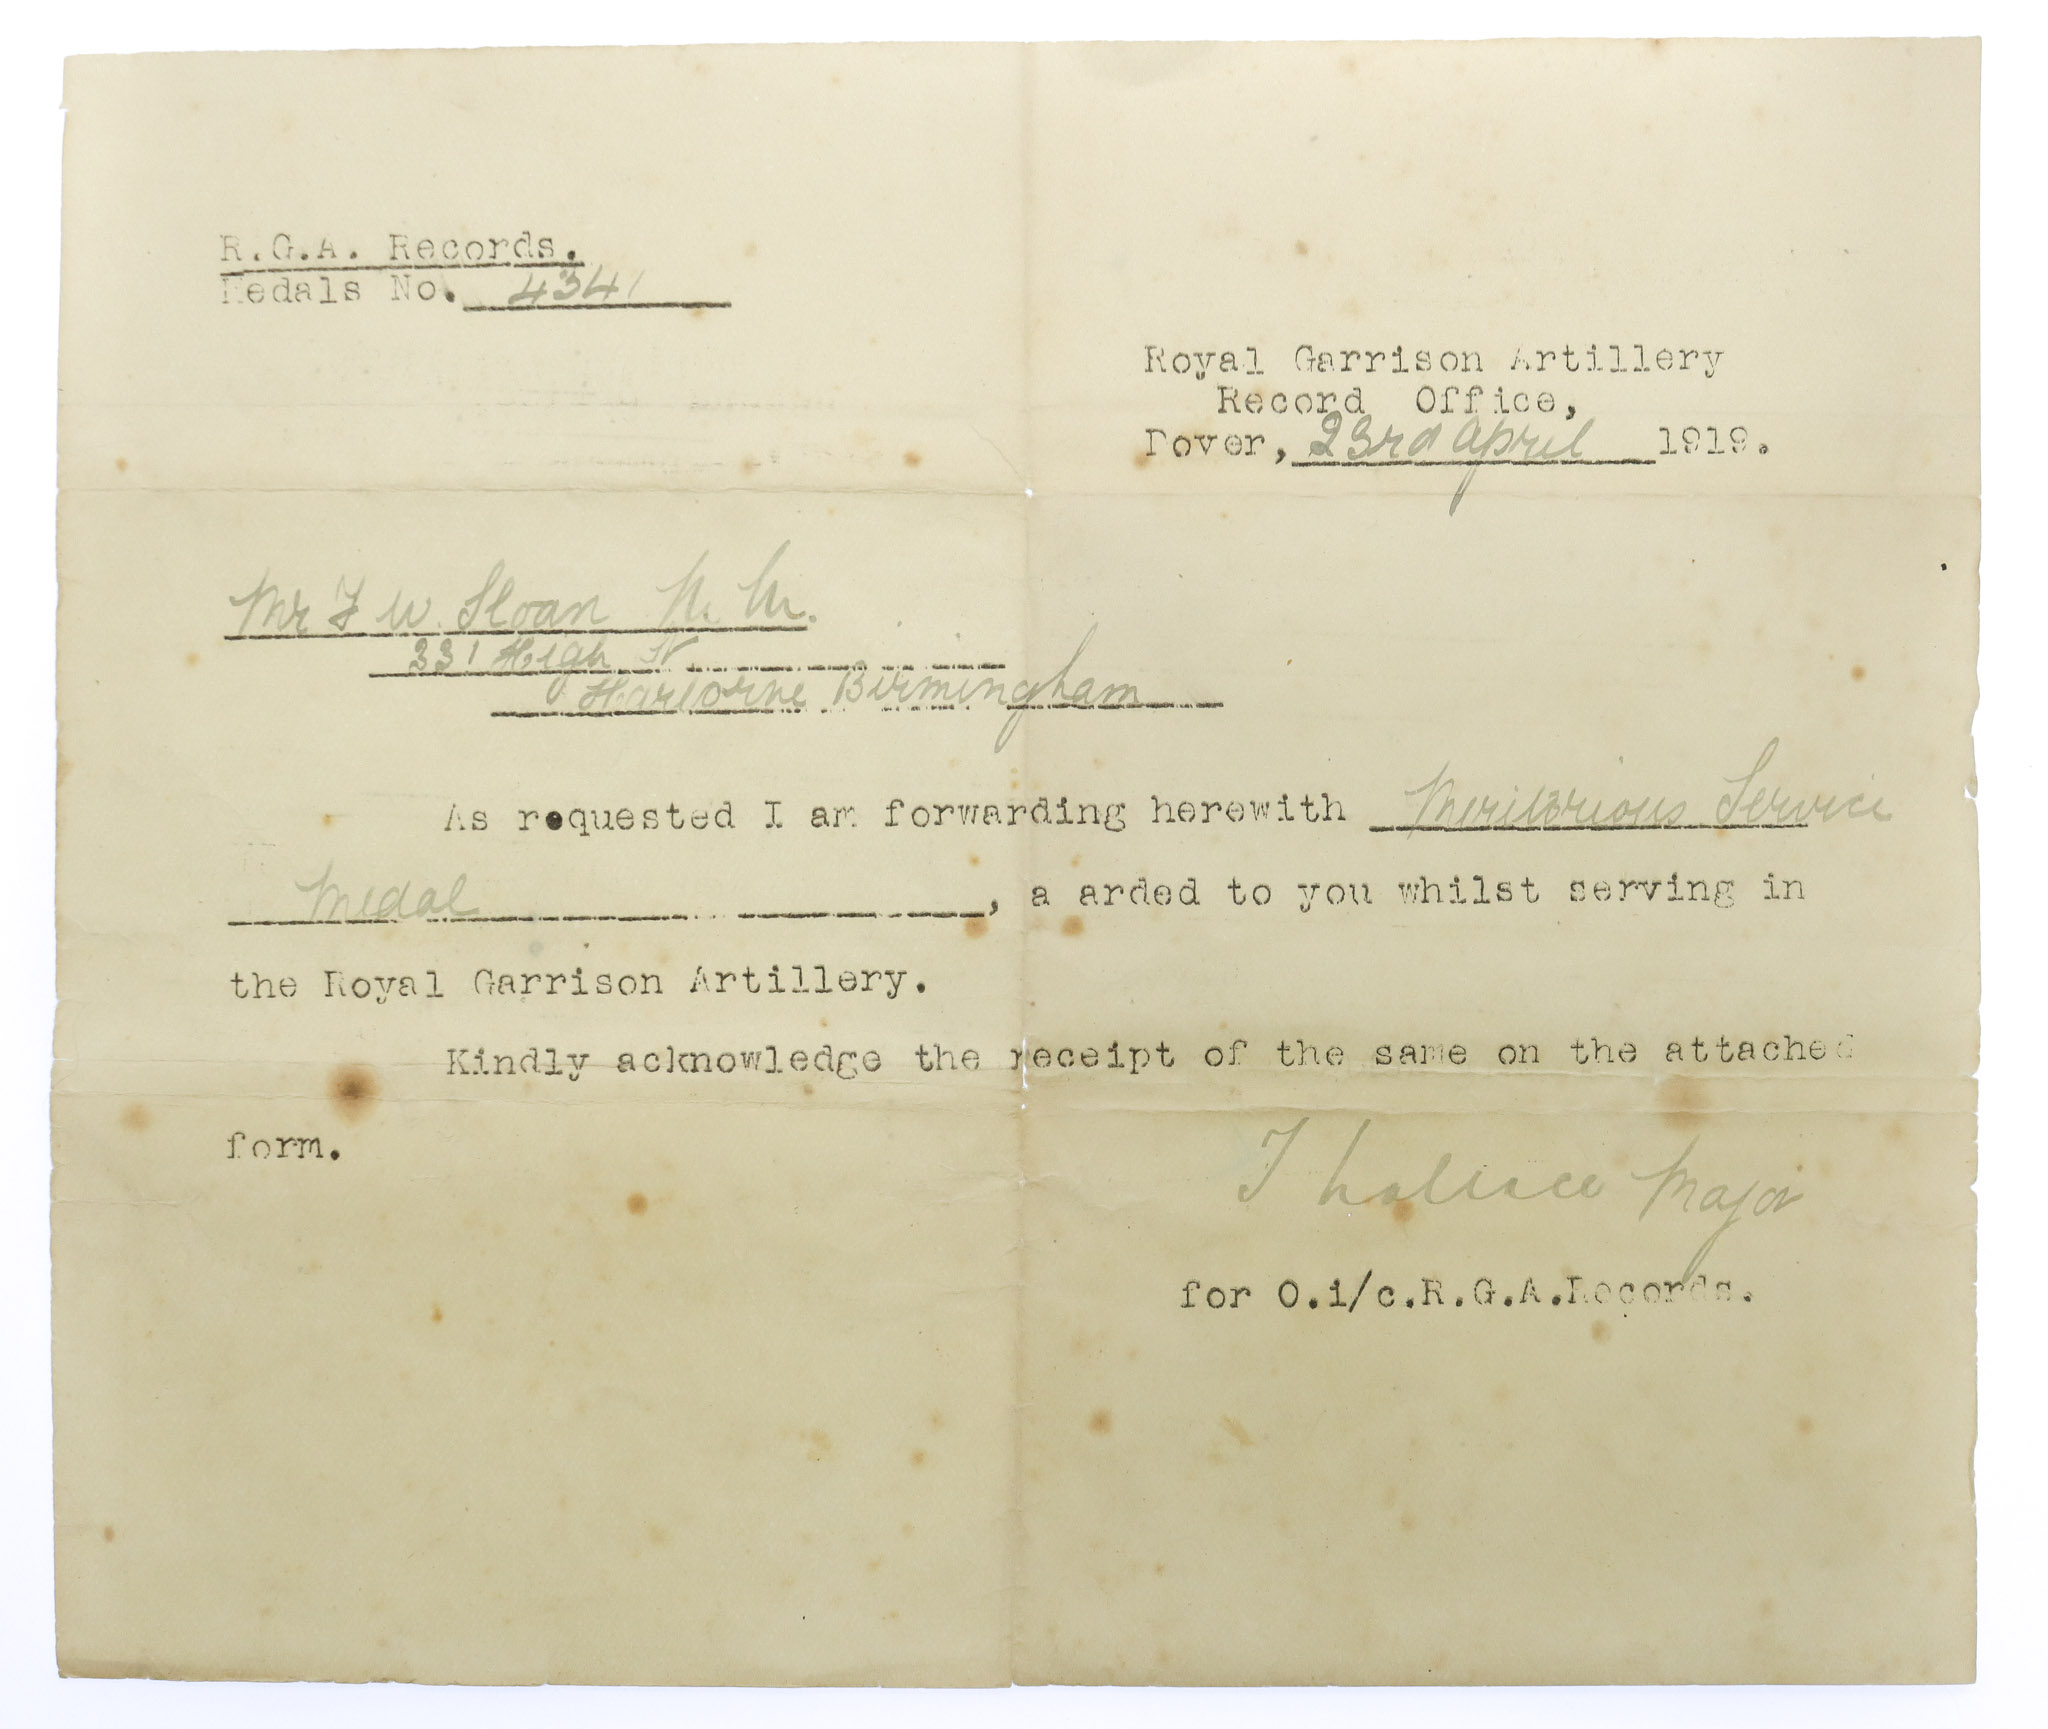 R.G.A. Records.
Medals No. 4341
Royal Garrison Artillery
Record Office,
Dover, 23rd April 1919.
Mr F W. Sloan M. M.
331 High St
Harborne Birmingham
As requested I am forwarding herewith Meritorious Service
Medal, a arded to you whilst serving in
the Royal Garrison Artillery.
Kindly acknowledge the receipt of the same on the attached
form.
Major
for O.i/c.R.G.A.Records.